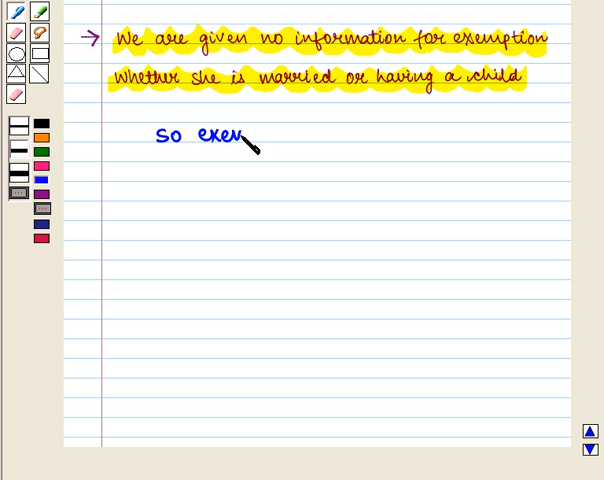 → We are given no information for exemption
whether she is married or having a child
so exem